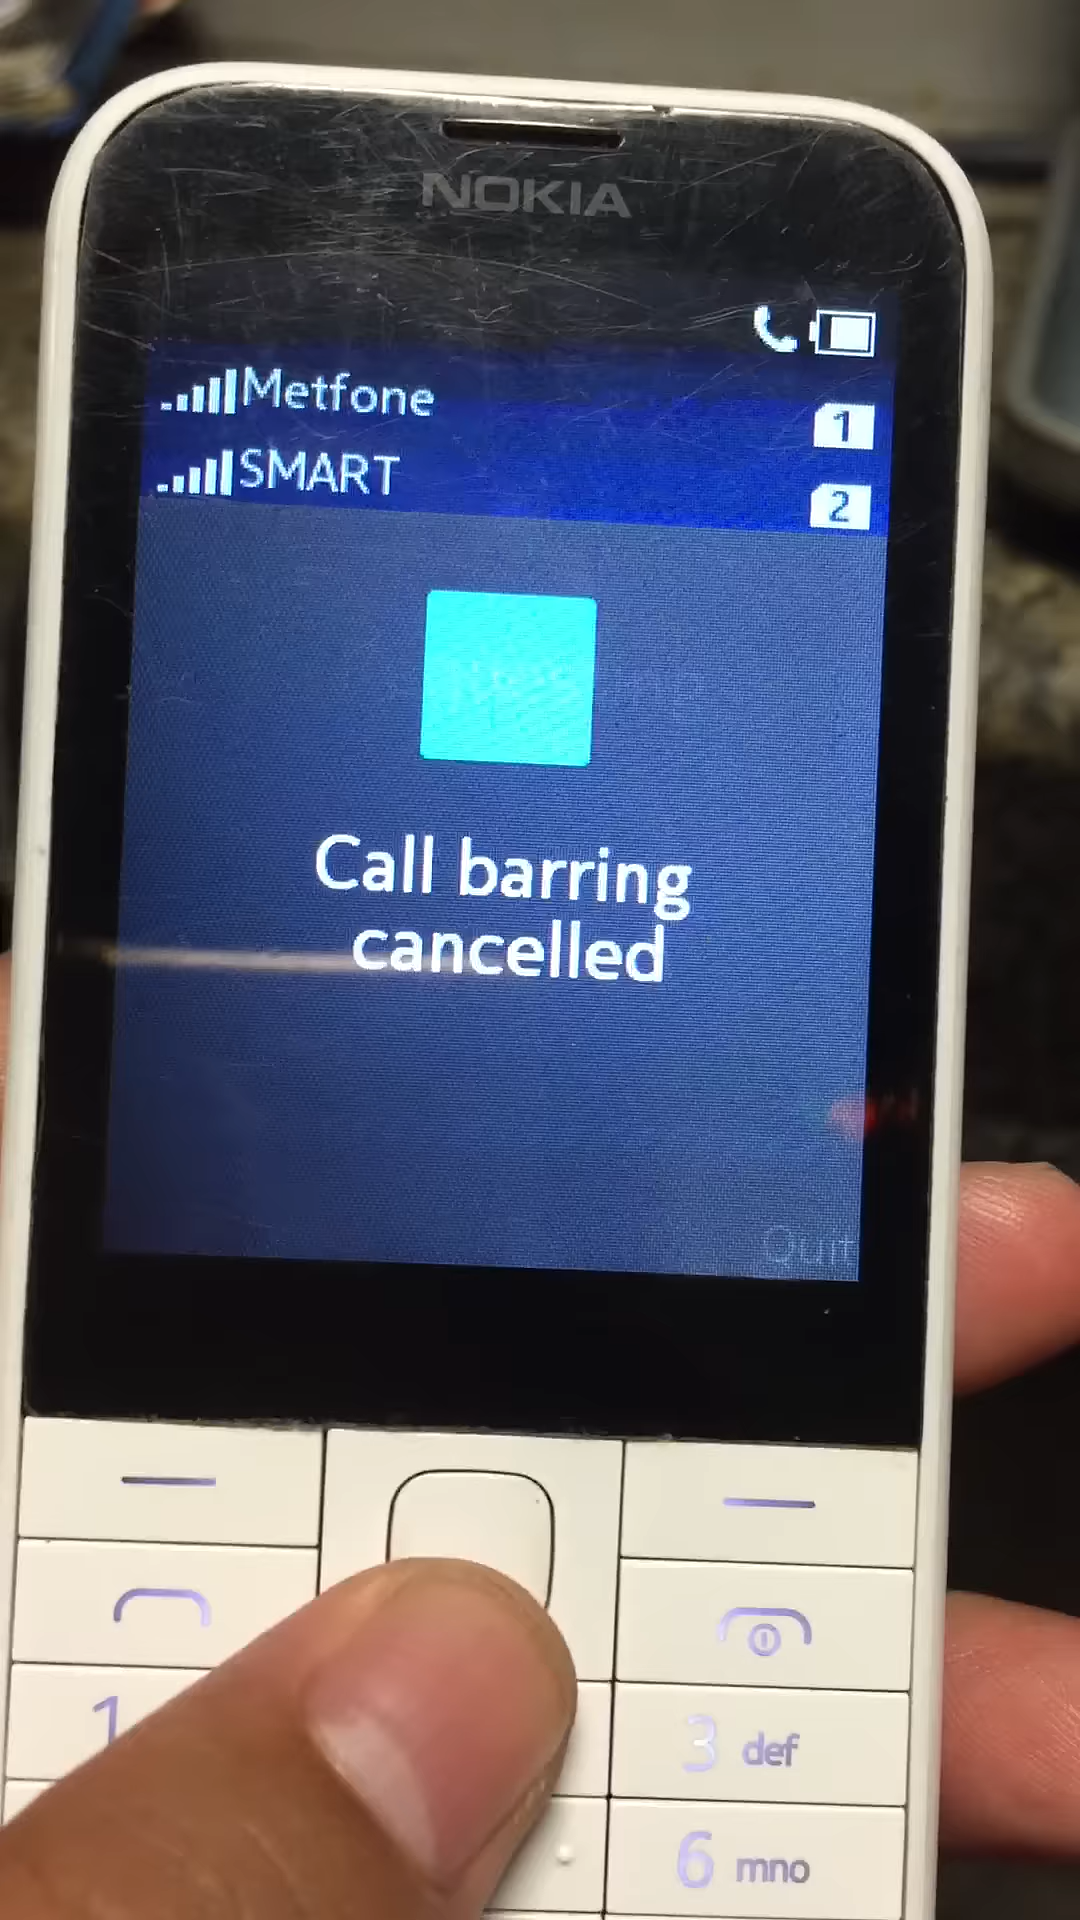 NOKIA
Metfone
1
SMART
2
Call barring
cancelled
Quit
1
3 def
6 mno